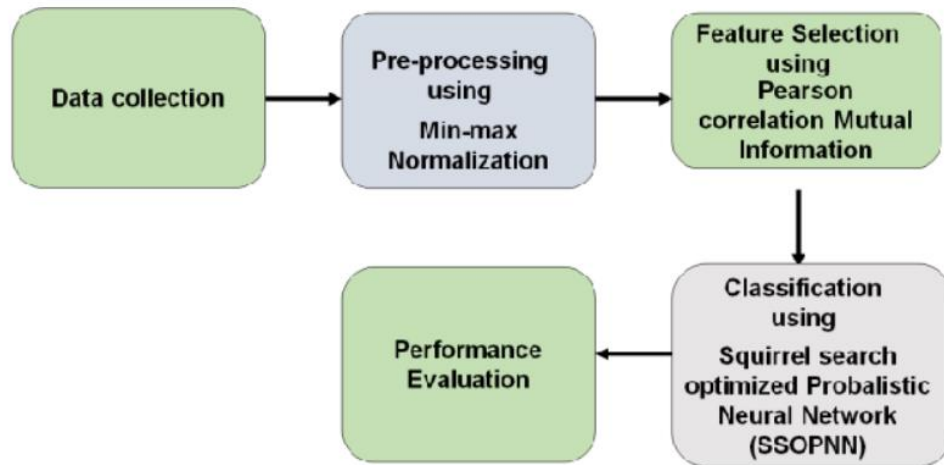 Data collection
Pre-processing
using
Min-max
Normalization
Feature Selection
using
Pearson
correlation Mutual
Information
Classification
using
Squirrel search
optimized Probalistic
Neural Network
(SSOPNN)
Performance
Evaluation